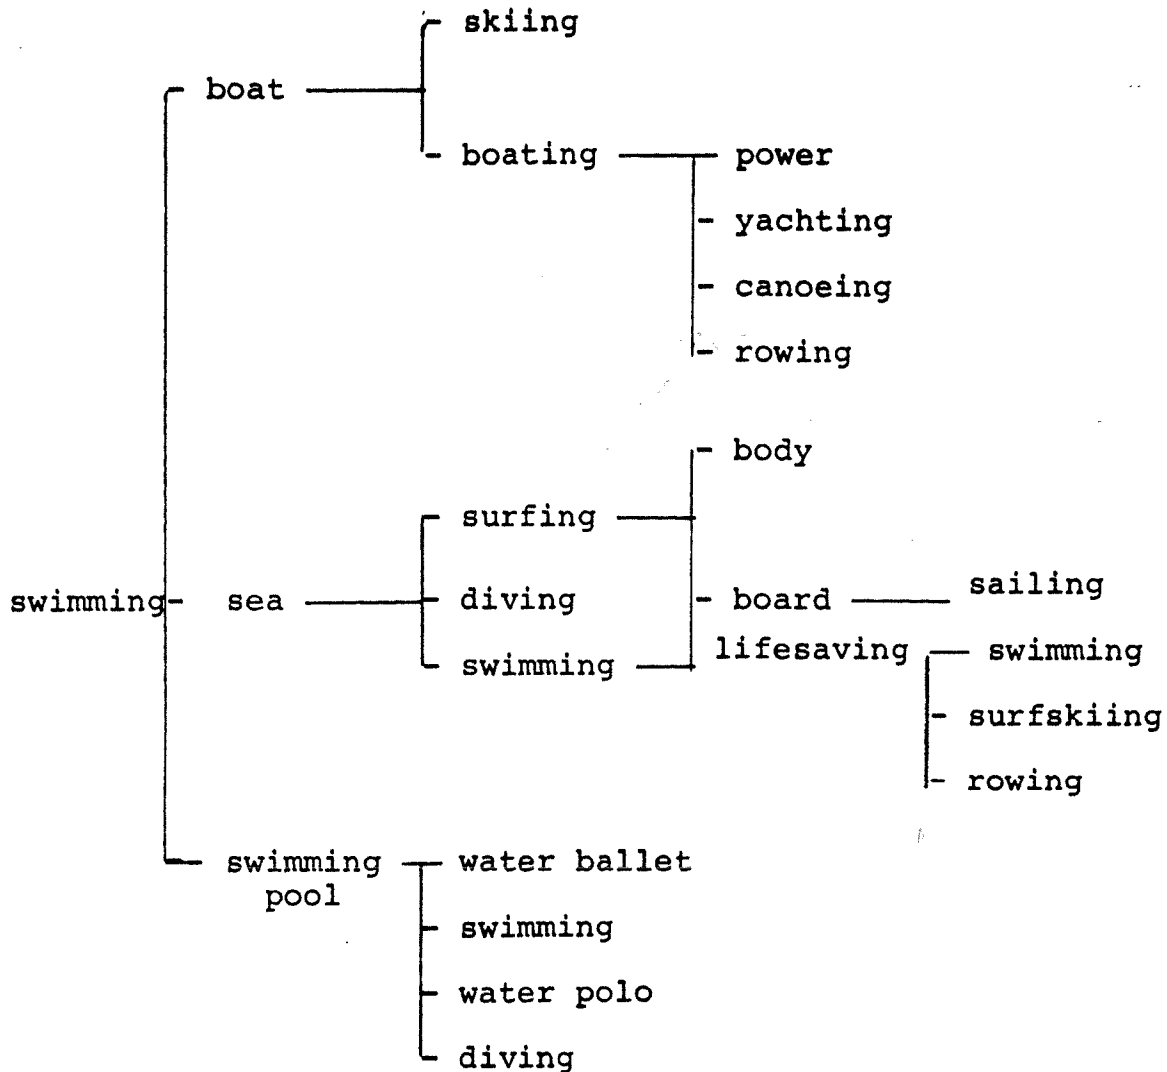 skiing
boat
boating
power
yachting
canoeing
rowing
body
surfing
swimming
sea
diving
board
sailing
swimming
lifesaving
swimming
surfskiing
rowing
swimming
pool
water ballet
swimming
water polo
diving